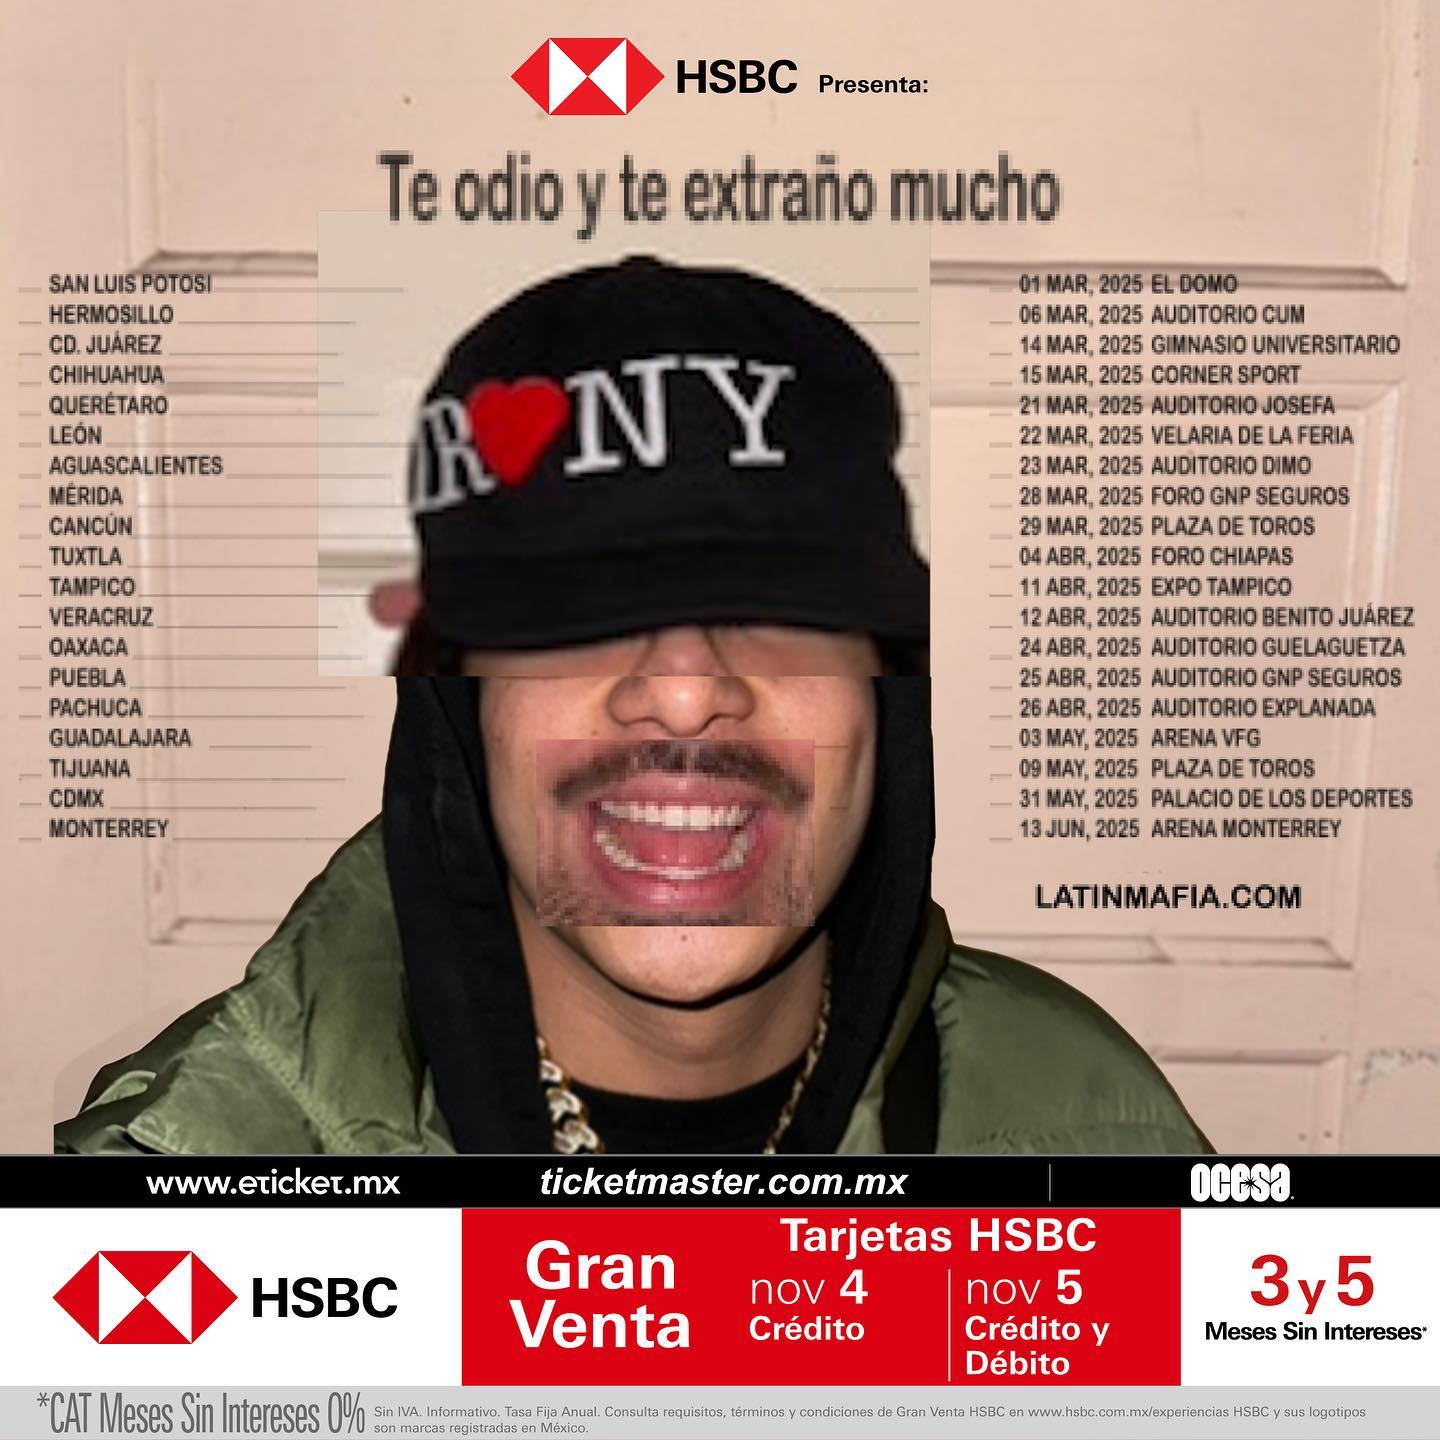 HSBC Presenta:
Te odio y te extraño mucho
IR NY
SAN LUIS POTOSI 01 MAR, 2025 EL DOMO
HERMOSILLO 06 MAR, 2025 AUDITORIO CUM
CD. JUÁREZ 14 MAR, 2025 GIMNASIO UNIVERSITARIO
CHIHUAHUA 15 MAR, 2025 CORNER SPORT
QUERÉTARO 21 MAR, 2025 AUDITORIO JOSEFA
LEÓN 22 MAR, 2025 VELARIA DE LA FERIA
AGUASCALIENTES 23 MAR, 2025 AUDITORIO DIMO
MÉRIDA 28 MAR, 2025 FORO GNP SEGUROS
CANCÚN 29 MAR, 2025 PLAZA DE TOROS
TUXTLA 04 ABR, 2025 FORO CHIAPAS
TAMPICO 11 ABR, 2025 EXPO TAMPICO
VERACRUZ 12 ABR, 2025 AUDITORIO BENITO JUÁREZ
OAXACA 24 ABR, 2025 AUDITORIO GUELAGUETZA
PUEBLA 25 ABR, 2025 AUDITORIO GNP SEGUROS
PACHUCA 26 ABR, 2025 AUDITORIO EXPLANADA
GUADALAJARA 03 MAY, 2025 ARENA VFG
TIJUANA 09 MAY, 2025 PLAZA DE TOROS
CDMX 31 MAY, 2025 PALACIO DE LOS DEPORTES
MONTERREY 13 JUN, 2025 ARENA MONTERREY
LATINMAFIA.COM
www.eticket.mx ticketmaster.com.mx ocesa
HSBC
Gran
Venta
Tarjetas HSBC
nov 4
Crédito
nov 5
Crédito y
Débito
3 y 5
Meses Sin Intereses*
*CAT Meses Sin Intereses 0%
Sin IVA. Informativo. Tasa Fija Anual. Consulta requisitos, términos y condiciones de Gran Venta HSBC en www.hsbc.com.mx/experiencias HSBC y sus logotipos
son marcas registradas en México.